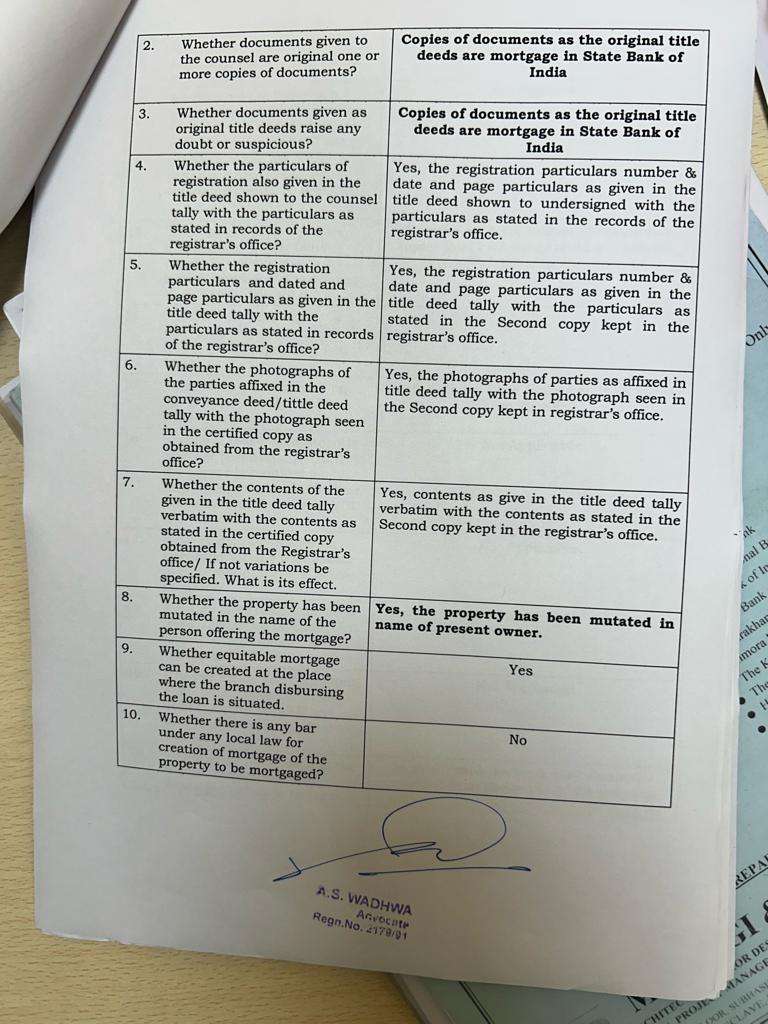 2. Whether documents given to
the counsel are original one or
more copies of documents?
Copies of documents as the original title
deeds are mortgage in State Bank of
India
3. Whether documents given as
original title deeds raise any
doubt or suspicious?
Copies of documents as the original title
deeds are mortgage in State Bank of
India
4. Whether the particulars of
registration also given in the
title deed shown to the counsel
tally with the particulars as
stated in records of the
registrar's office?
Yes, the registration particulars number &
date and page particulars as given in the
title deed shown to undersigned with the
particulars as stated in the records of the
registrar's office.
5. Whether the registration
particulars and dated and
page particulars as given in the
title deed tally with the
particulars as stated in records
of the registrar's office?
Yes, the registration particulars number &
date and page particulars as given in the
title deed tally with the particulars as
stated in the Second copy kept in the
registrar's office.
6. Whether the photographs of
the parties affixed in the
conveyance deed/tittle deed
tally with the photograph seen
in the certified copy as
obtained from the registrar's
office?
Yes, the photographs of parties as affixed in
title deed tally with the photograph seen in
the Second copy kept in registrar's office.
7. Whether the contents of the
given in the title deed tally
verbatim with the contents as
stated in the certified copy
obtained from the Registrar's
office/ If not variations be
specified. What is its effect.
Yes, contents as give in the title deed tally
verbatim with the contents as stated in the
Second copy kept in the registrar's office.
8. Whether the property has been
mutated in the name of the
person offering the mortgage?
Yes, the property has been mutated in
name of present owner.
9. Whether equitable mortgage
can be created at the place
where the branch disbursing
the loan is situated.
Yes
10. Whether there is any bar
under any local law for
creation of mortgage of the
property to be mortgaged?
No
A.S. WADHWA
Advocate
Regn.No. 2179/91
Bank
The K
The